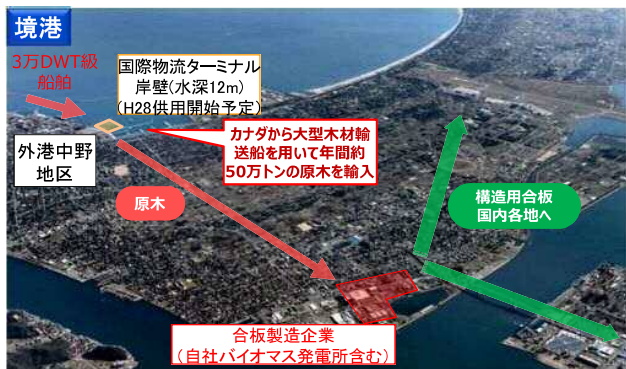 境港
3万DWT級
船舶
国際物流ターミナル
岸壁(水深12m)
(H28供用開始予定)
外港中野
地区
カナダから大型木材輸
送船を用いて年間約
50万トンの原木を輸入
原木
構造用合板
国内各地へ
合板製造企業
(自社バイオマス発電所含む)